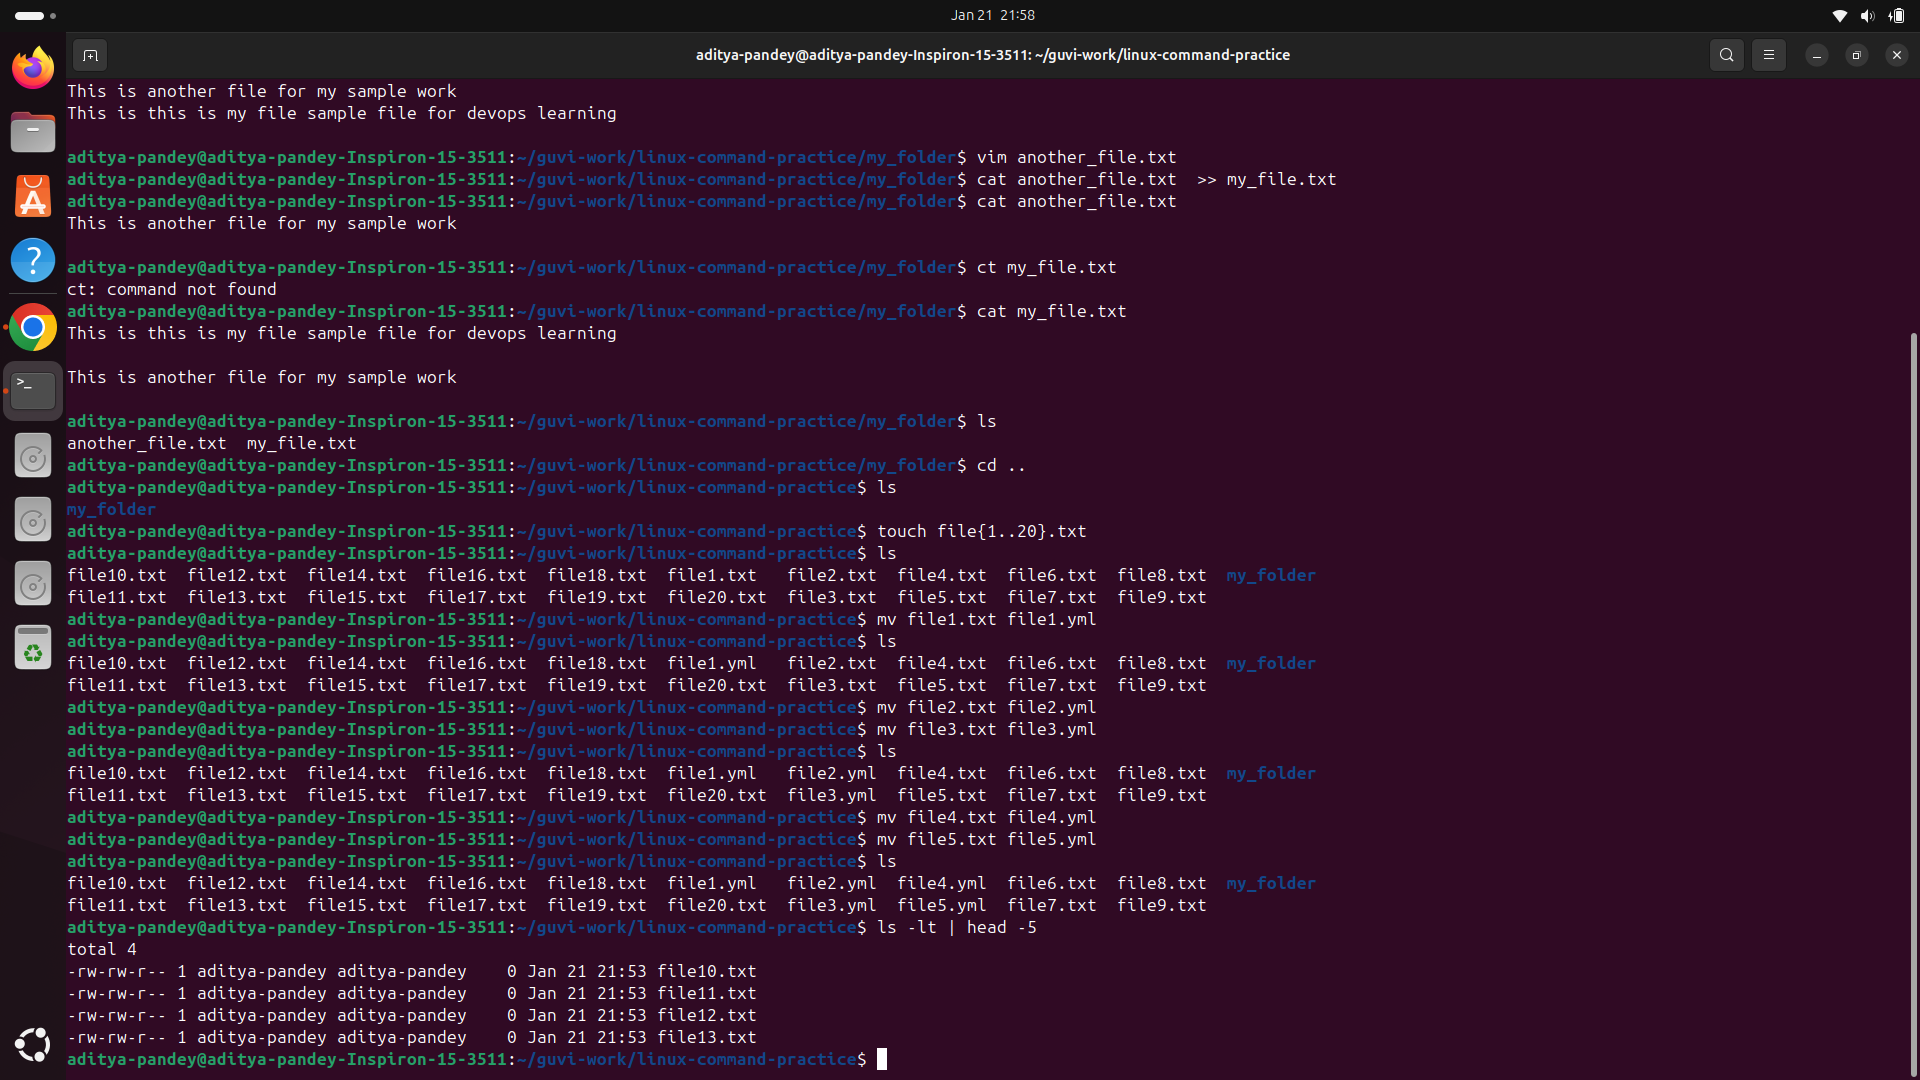 Jan 21 21:58
aditya-pandey@aditya-pandey-Inspiron-15-3511: ~/guvi-work/linux-command-practice
This is another file for my sample work
This is this is my file sample file for devops learning
aditya-pandey@aditya-pandey-Inspiron-15-3511:~/guvi-work/linux-command-practice/my_folder$ vim another_file.txt
aditya-pandey@aditya-pandey-Inspiron-15-3511:~/guvi-work/linux-command-practice/my_folder$ cat another_file.txt  >> my_file.txt
aditya-pandey@aditya-pandey-Inspiron-15-3511:~/guvi-work/linux-command-practice/my_folder$ cat another_file.txt
This is another file for my sample work
aditya-pandey@aditya-pandey-Inspiron-15-3511:~/guvi-work/linux-command-practice/my_folder$ ct my_file.txt
ct: command not found
aditya-pandey@aditya-pandey-Inspiron-15-3511:~/guvi-work/linux-command-practice/my_folder$ cat my_file.txt
This is this is my file sample file for devops learning
This is another file for my sample work
aditya-pandey@aditya-pandey-Inspiron-15-3511:~/guvi-work/linux-command-practice/my_folder$ ls
another_file.txt  my_file.txt
aditya-pandey@aditya-pandey-Inspiron-15-3511:~/guvi-work/linux-command-practice/my_folder$ cd ..
aditya-pandey@aditya-pandey-Inspiron-15-3511:~/guvi-work/linux-command-practice$ ls
my_folder
aditya-pandey@aditya-pandey-Inspiron-15-3511:~/guvi-work/linux-command-practice$ touch file{1..20}.txt
aditya-pandey@aditya-pandey-Inspiron-15-3511:~/guvi-work/linux-command-practice$ ls
file10.txt  file12.txt  file14.txt  file16.txt  file18.txt  file1.txt   file2.txt  file4.txt  file6.txt  file8.txt  my_folder
file11.txt  file13.txt  file15.txt  file17.txt  file19.txt  file20.txt  file3.txt  file5.txt  file7.txt  file9.txt
aditya-pandey@aditya-pandey-Inspiron-15-3511:~/guvi-work/linux-command-practice$ mv file1.txt file1.yml
aditya-pandey@aditya-pandey-Inspiron-15-3511:~/guvi-work/linux-command-practice$ ls
file10.txt  file12.txt  file14.txt  file16.txt  file18.txt  file1.yml   file2.txt  file4.txt  file6.txt  file8.txt  my_folder
file11.txt  file13.txt  file15.txt  file17.txt  file19.txt  file20.txt  file3.txt  file5.txt  file7.txt  file9.txt
aditya-pandey@aditya-pandey-Inspiron-15-3511:~/guvi-work/linux-command-practice$ mv file2.txt file2.yml
aditya-pandey@aditya-pandey-Inspiron-15-3511:~/guvi-work/linux-command-practice$ mv file3.txt file3.yml
aditya-pandey@aditya-pandey-Inspiron-15-3511:~/guvi-work/linux-command-practice$ ls
file10.txt  file12.txt  file14.txt  file16.txt  file18.txt  file1.yml   file2.yml  file4.txt  file6.txt  file8.txt  my_folder
file11.txt  file13.txt  file15.txt  file17.txt  file19.txt  file20.txt  file3.yml  file5.txt  file7.txt  file9.txt
aditya-pandey@aditya-pandey-Inspiron-15-3511:~/guvi-work/linux-command-practice$ mv file4.txt file4.yml
aditya-pandey@aditya-pandey-Inspiron-15-3511:~/guvi-work/linux-command-practice$ mv file5.txt file5.yml
aditya-pandey@aditya-pandey-Inspiron-15-3511:~/guvi-work/linux-command-practice$ ls
file10.txt  file12.txt  file14.txt  file16.txt  file18.txt  file1.yml   file2.yml  file4.yml  file6.txt  file8.txt  my_folder
file11.txt  file13.txt  file15.txt  file17.txt  file19.txt  file20.txt  file3.yml  file5.yml  file7.txt  file9.txt
aditya-pandey@aditya-pandey-Inspiron-15-3511:~/guvi-work/linux-command-practice$ ls -lt | head -5
total 4
-rw-rw-r-- 1 aditya-pandey aditya-pandey    0 Jan 21 21:53 file10.txt
-rw-rw-r-- 1 aditya-pandey aditya-pandey    0 Jan 21 21:53 file11.txt
-rw-rw-r-- 1 aditya-pandey aditya-pandey    0 Jan 21 21:53 file12.txt
-rw-rw-r-- 1 aditya-pandey aditya-pandey    0 Jan 21 21:53 file13.txt
aditya-pandey@aditya-pandey-Inspiron-15-3511:~/guvi-work/linux-command-practice$